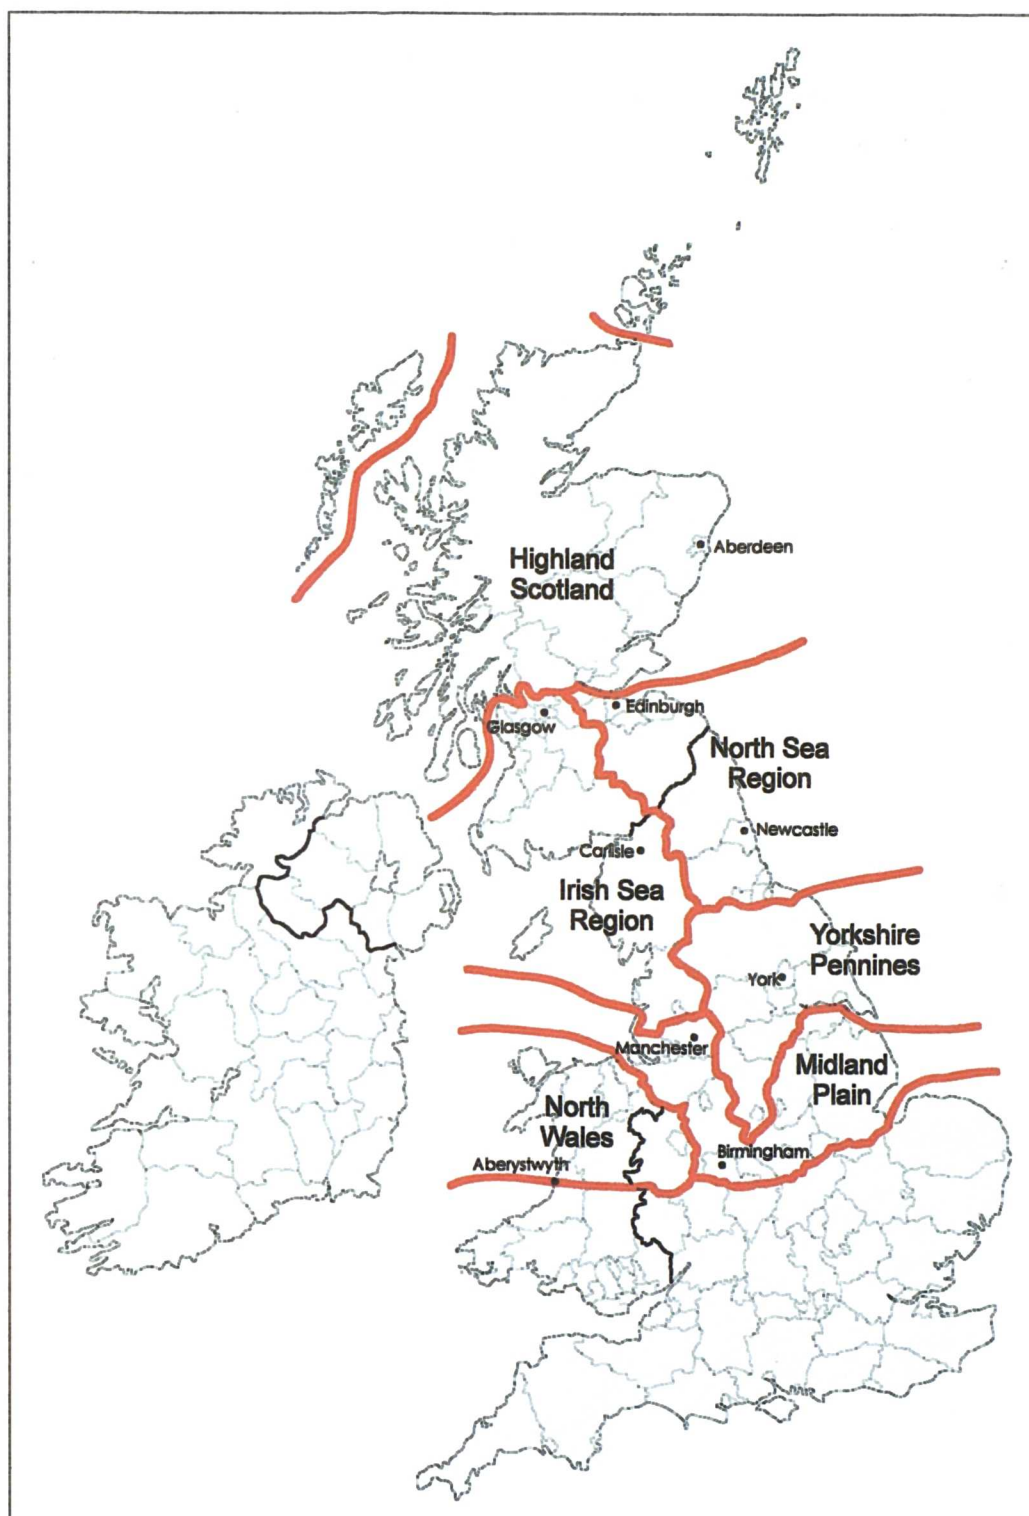 Aberdeen
Highland
Scotland
Edinburgh
Glasgow
North Sea
Region
Newcastle
Carlisle
Irish Sea
Region
Yorkshire
Pennines
York
Manchester
Midland
Plain
North
Wales
Birmingham
Aberystwyth